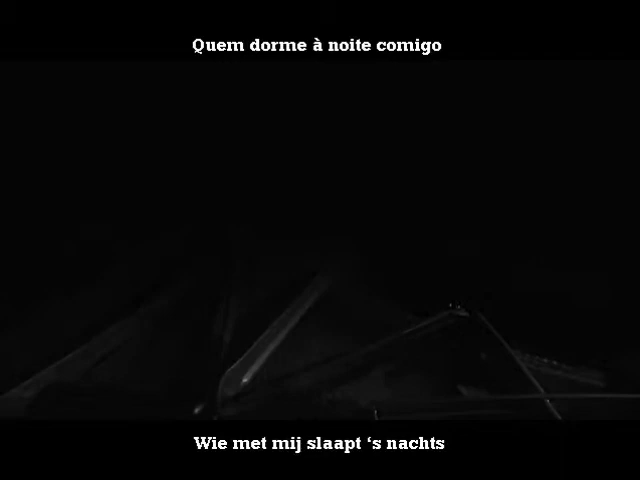 Quem dorme à noite comigo
Wie met mij slaapt ‘s nachts